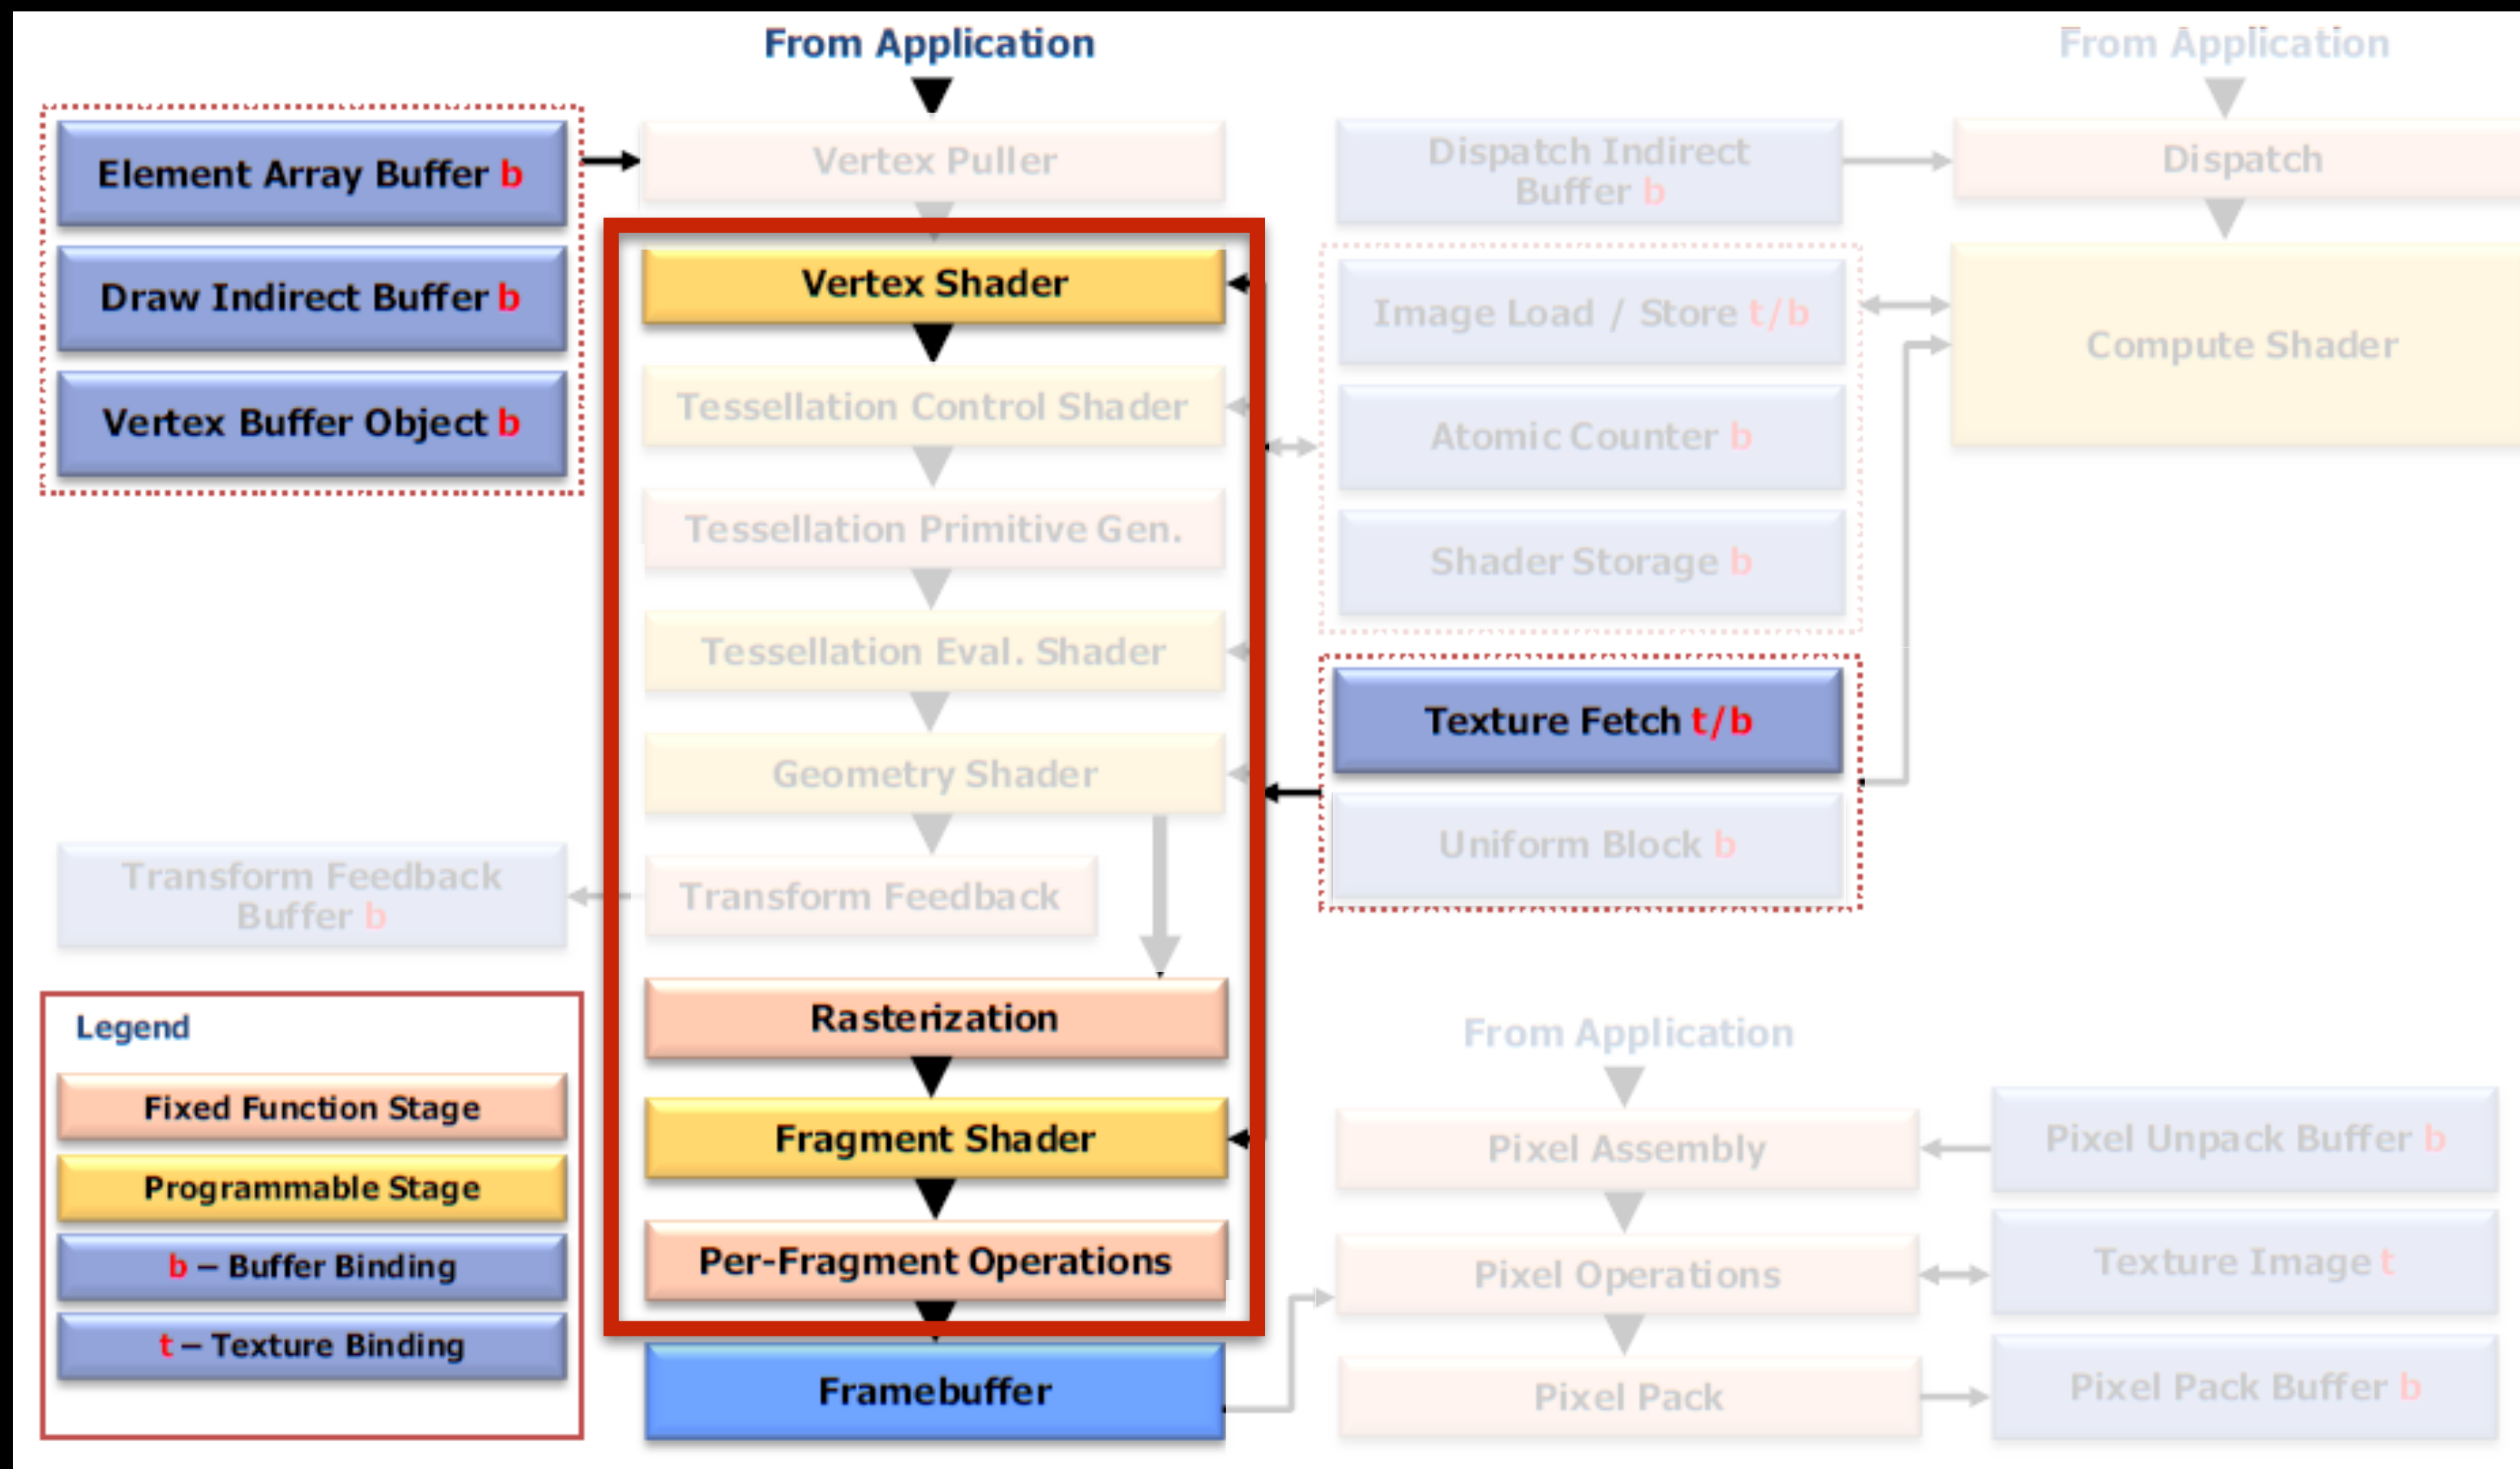 From Application
From Application
Element Array Buffer b
Draw Indirect Buffer b
Vertex Buffer Object b
Vertex Puller
Vertex Shader
Tessellation Control Shader
Tessellation Primitive Gen.
Tessellation Eval. Shader
Geometry Shader
Transform Feedback
Transform Feedback
Buffer b
Rasterization
Fragment Shader
Per-Fragment Operations
Framebuffer
Dispatch Indirect
Buffer b
Dispatch
Image Load / Store t/b
Atomic Counter b
Shader Storage b
Compute Shader
Texture Fetch t/b
Uniform Block b
Legend
Fixed Function Stage
Programmable Stage
b – Buffer Binding
t – Texture Binding
From Application
Pixel Assembly
Pixel Operations
Pixel Pack
Pixel Unpack Buffer b
Texture Image t
Pixel Pack Buffer b